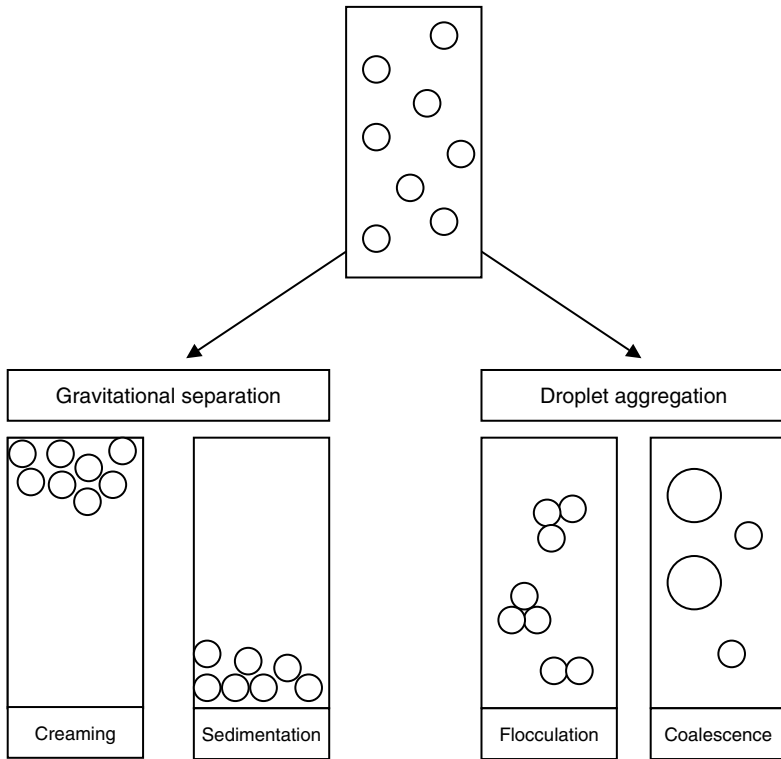 Gravitational separation
Droplet aggregation
Creaming
Sedimentation
Flocculation
Coalescence